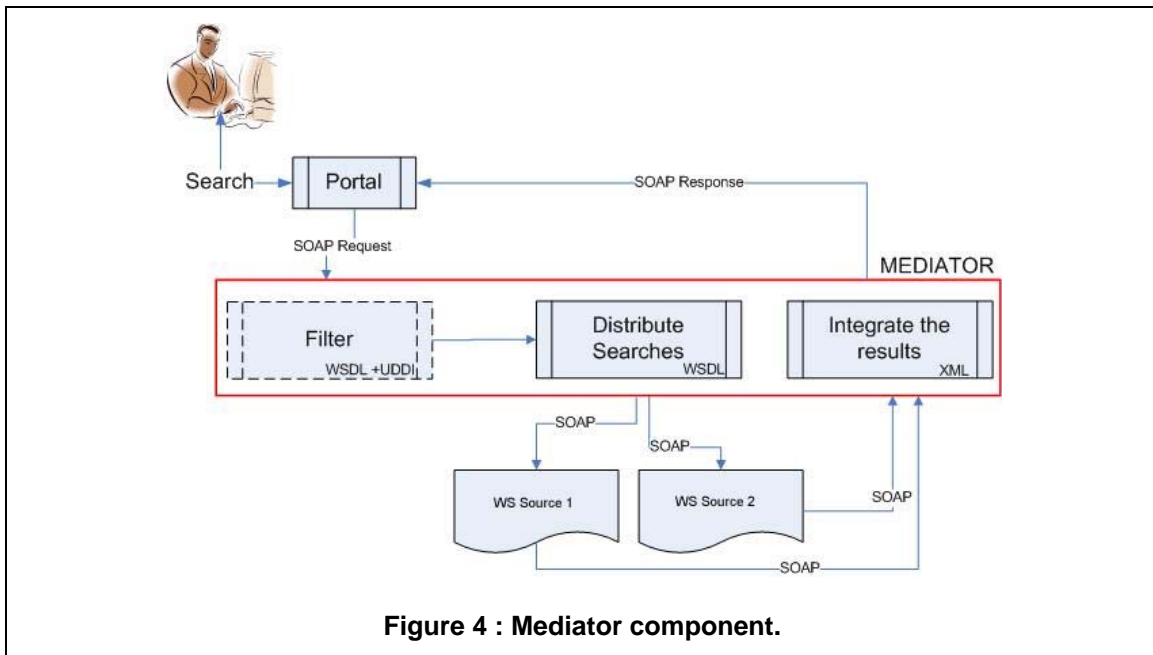 Search
Portal
SOAP Response
SOAP Request
MEDIATOR
Filter
WSDL +UDDI
Distribute
Searches
WSDL
Integrate the
results
XML
SOAP
SOAP
WS Source 1
WS Source 2
SOAP
SOAP
Figure 4 : Mediator component.